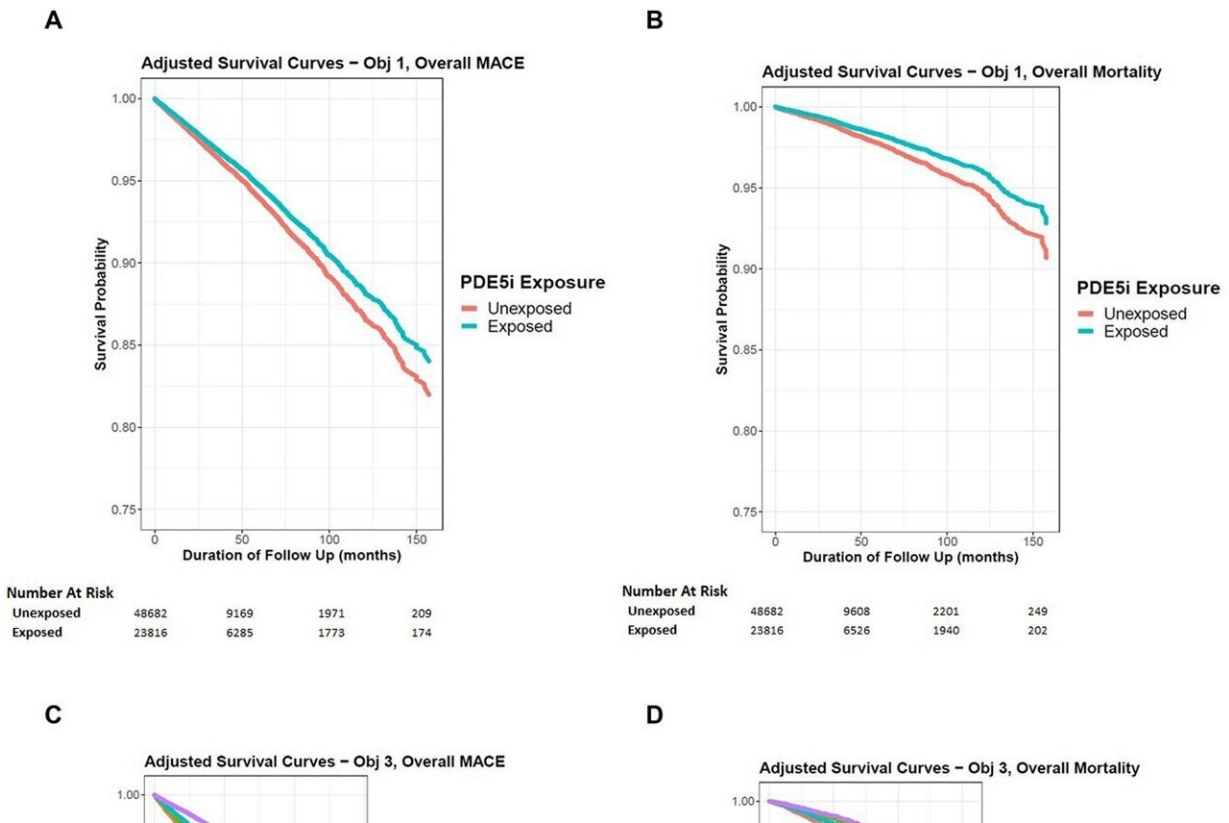 A
B
Adjusted Survival Curves − Obj 1, Overall MACE
1.00
0.95
0.90
0.85
0.80
0.75
Survival Probability
0 50 100 150
Duration of Follow Up (months)
PDE5i Exposure
Unexposed
Exposed
Number At Risk
Unexposed 48682 9169 1971 209
Exposed 23816 6285 1773 174
Adjusted Survival Curves − Obj 1, Overall Mortality
1.00
0.95
0.90
0.85
0.80
0.75
Survival Probability
0 50 100 150
Duration of Follow Up (months)
PDE5i Exposure
Unexposed
Exposed
Number At Risk
Unexposed 48682 9608 2201 249
Exposed 23816 6526 1940 202
C
D
Adjusted Survival Curves − Obj 3, Overall MACE
1.00
Adjusted Survival Curves − Obj 3, Overall Mortality
1.00